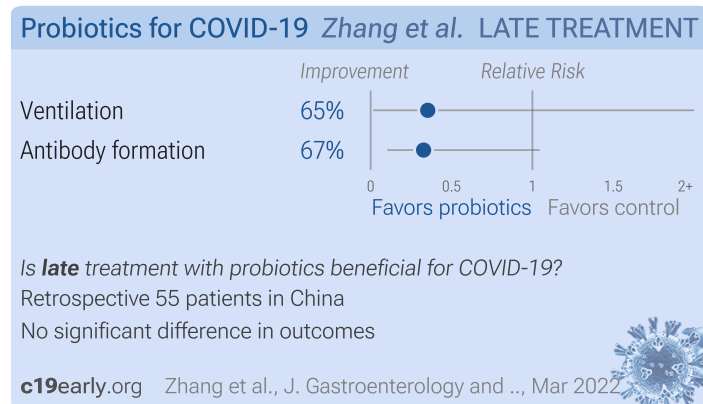 Probiotics for COVID-19 Zhang et al. LATE TREATMENT
Improvement Relative Risk
Ventilation 65%
Antibody formation 67%
0 0.5 1 1.5 2+
Favors probiotics Favors control
Is late treatment with probiotics beneficial for COVID-19?
Retrospective 55 patients in China
No significant difference in outcomes
c19early.org Zhang et al., J. Gastroenterology and .., Mar 2022